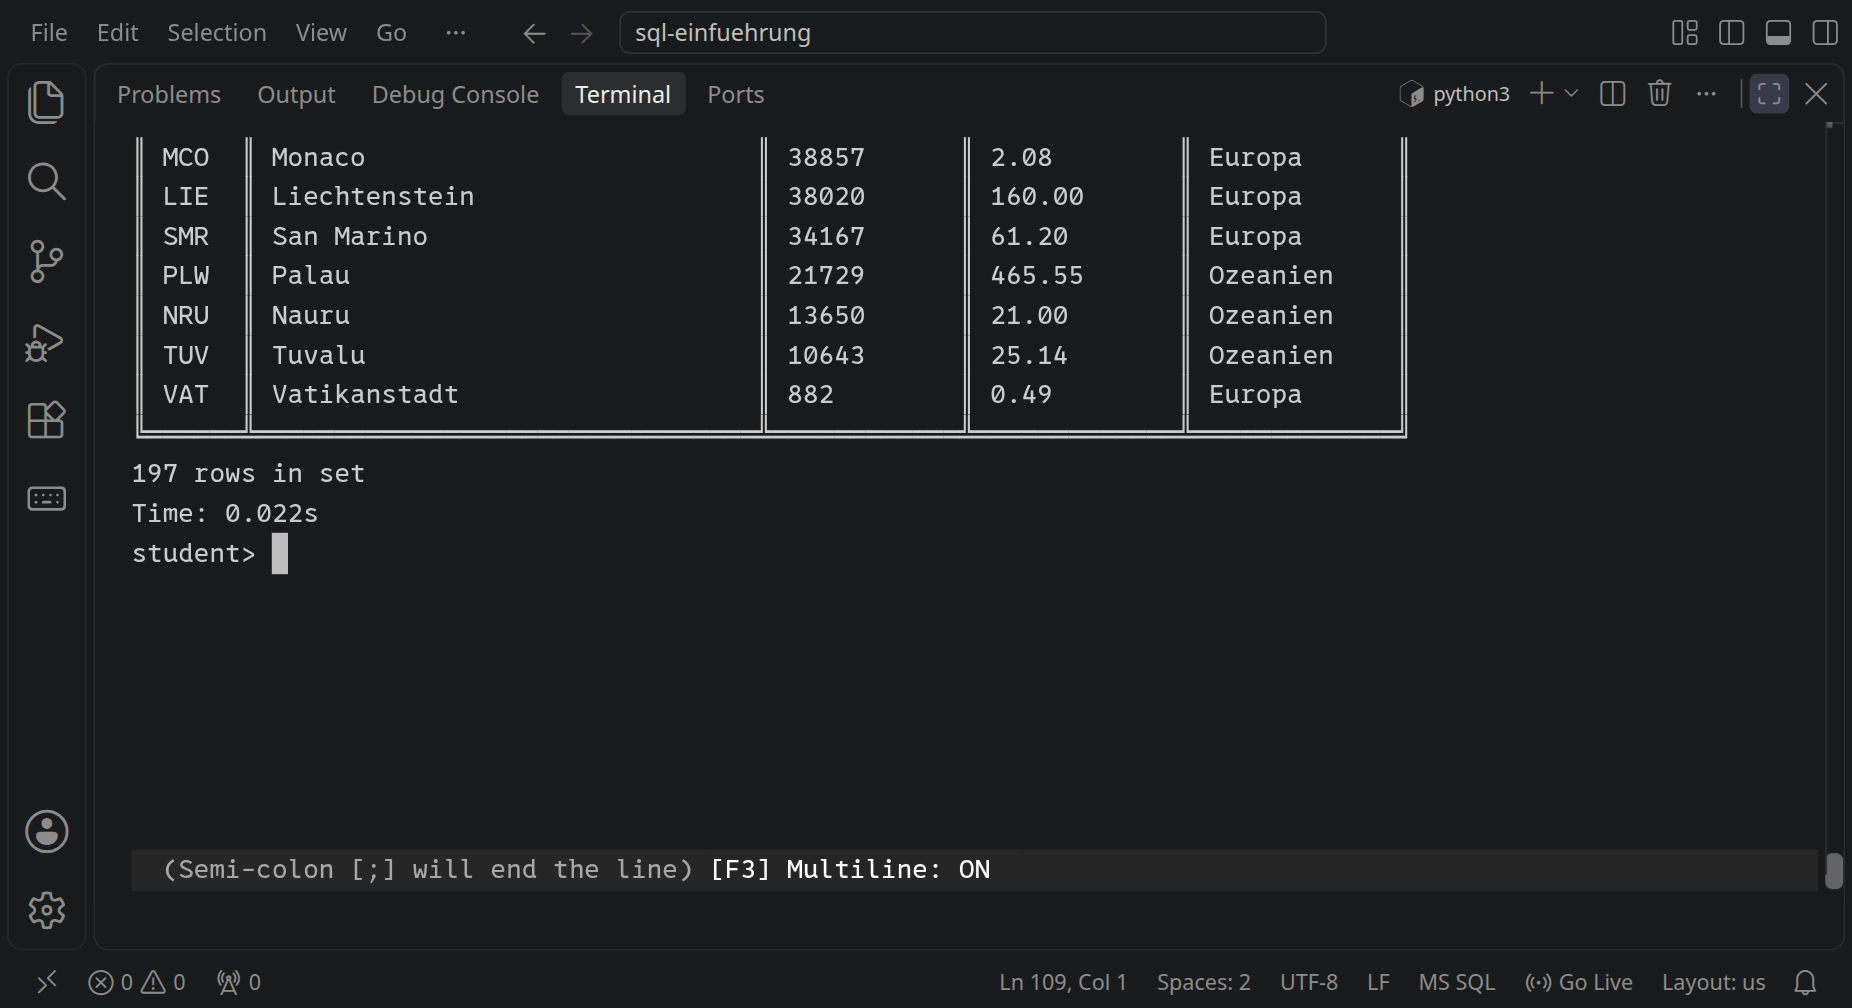 File Edit Selection View Go ··· ← → sql-einfuehrung
Problems Output Debug Console Terminal Ports python3
MCO Monaco 38857 2.08 Europa
LIE Liechtenstein 38020 160.00 Europa
SMR San Marino 34167 61.20 Europa
PLW Palau 21729 465.55 Ozeanien
NRU Nauru 13650 21.00 Ozeanien
TUV Tuvalu 10643 25.14 Ozeanien
VAT Vatikanstadt 882 0.49 Europa
197 rows in set
Time: 0.022s
student>
(Semi-colon [;] will end the line) [F3] Multiline: ON
0 0 0 Ln 109, Col 1 Spaces: 2 UTF-8 LF MS SQL Go Live Layout: us